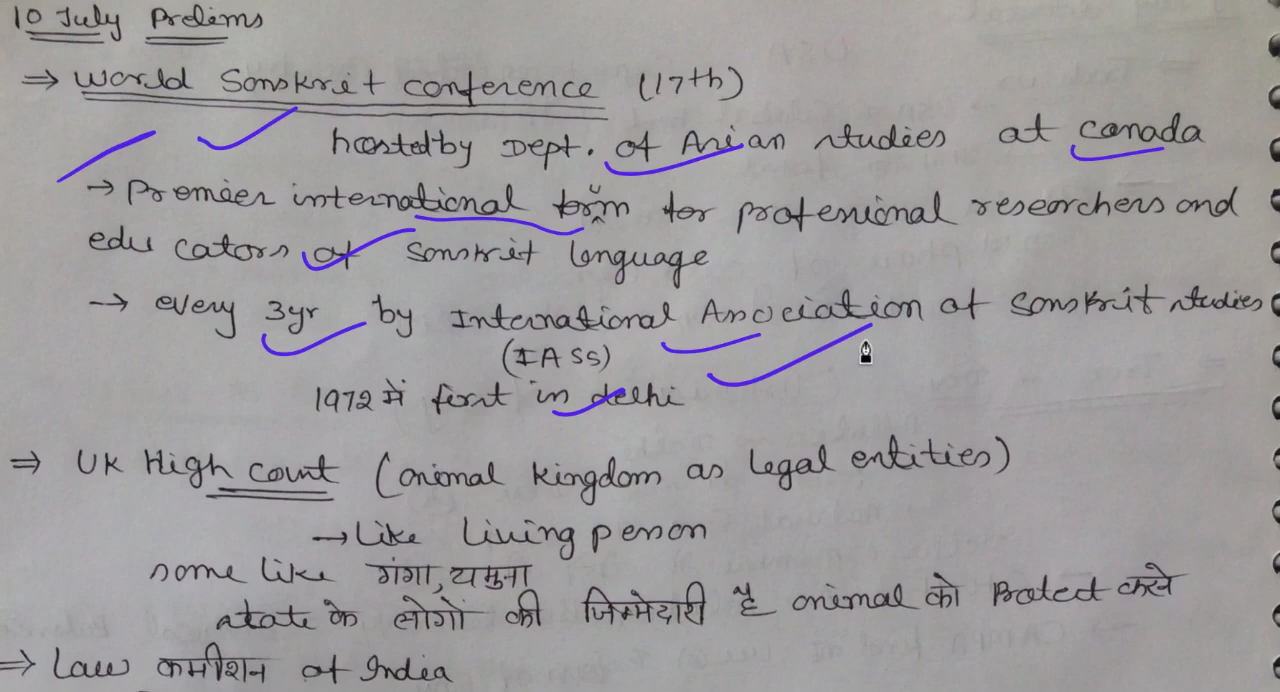 10 July Prelims
⇒ World Sanskrit conference (17th)
hosted by Dept. of Asian studies at Canada
→ Premier international forum for professional researchers and
educators of Sanskrit language
→ every 3yr by International Association of Sanskrit studies
(IASS)
1972 में first in delhi
⇒ UK High Court (animal kingdom as legal entities)
→ Like living person
same like गंगा, यमुना
state के लोगों की जिम्मेदारी है animal को Protect करने
⇒ Law कमीशन of India